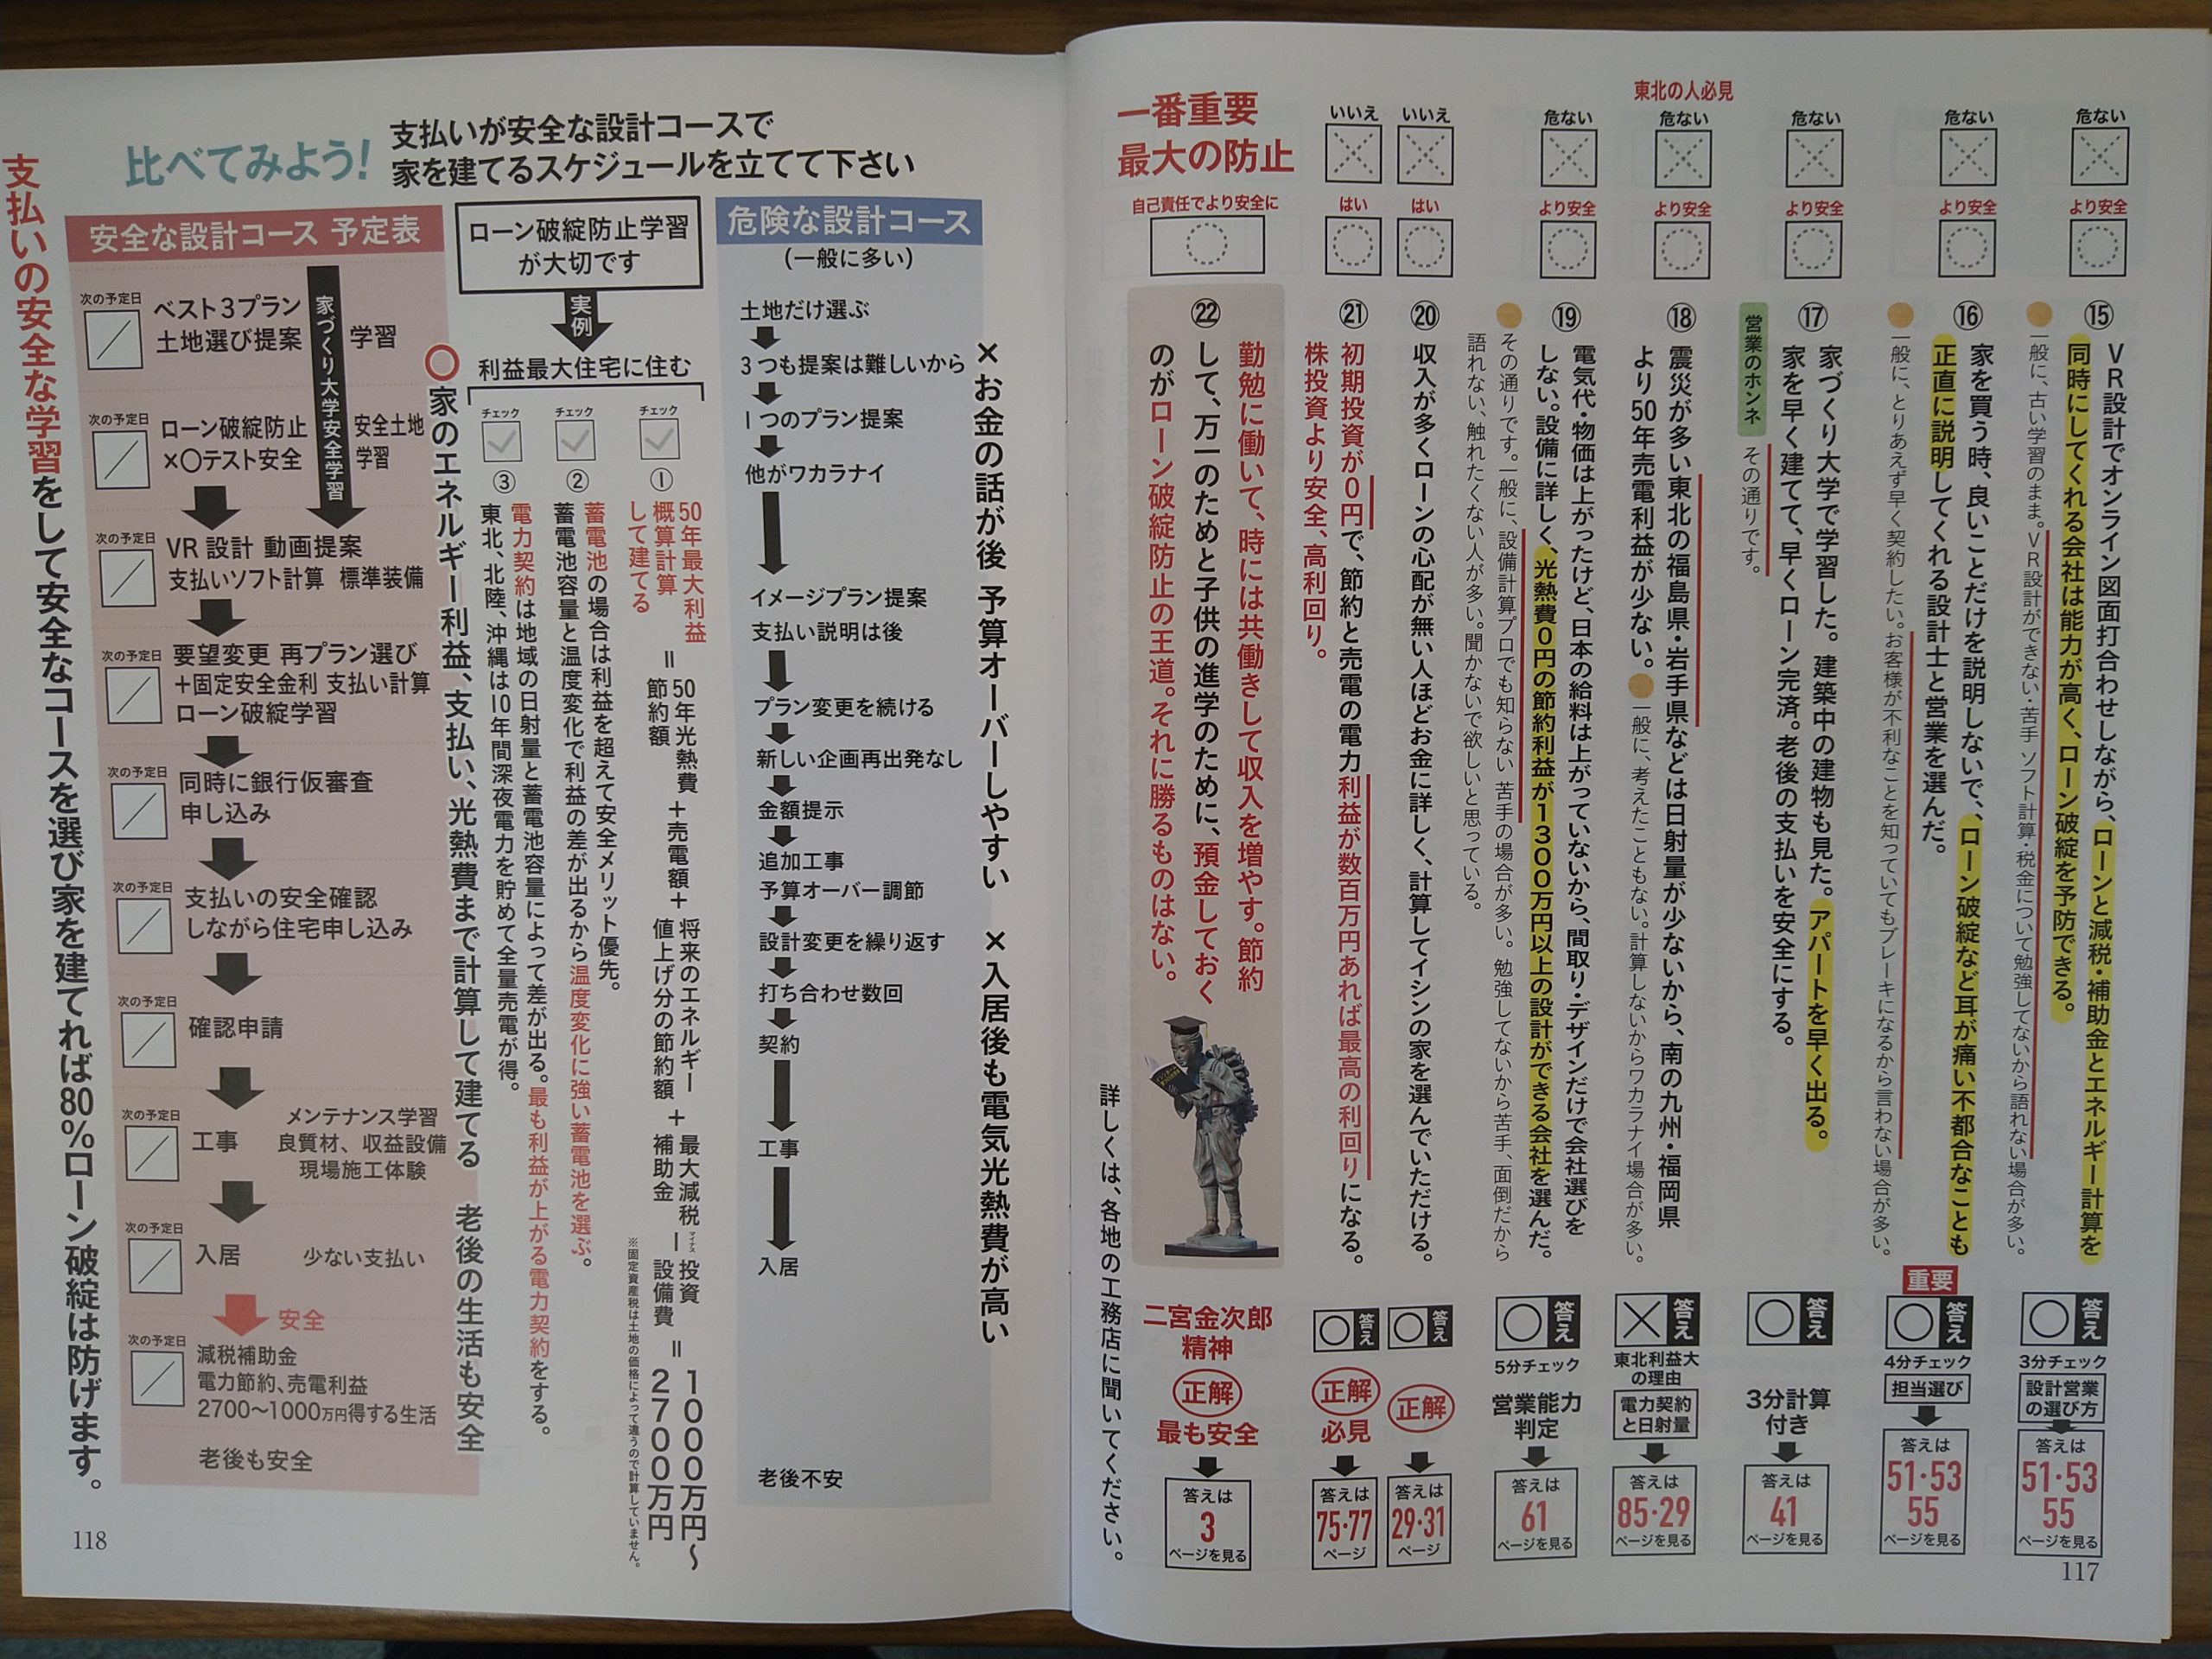 東北の人必見
危ない
より安全
⑮ VR設計でオンライン図面打合わせしながら、ローンと減税・補助金とエネルギー計算を
同時にしてくれる会社は能力が高く、ローン破綻を予防できる。
一般に、古い学習のまま。VR設計ができない・苦手 ソフト計算・税金について勉強してないから語れない場合が多い。
答え
3分チェック
設計営業
の選び方
答えは
51・53
55
ページを見る
危ない
より安全
⑯ 家を買う時、良いことだけを説明しないで、ローン破綻など耳が痛い不都合なことも
正直に説明してくれる設計士と営業を選んだ。
一般に、とりあえず早く契約したい。お客様が不利なことを知っていてもブレーキになるから言わない場合が多い。
重要
答え
4分チェック
担当選び
答えは
51・53
55
ページを見る
危ない
より安全
⑰ 家づくり大学で学習した。建築中の建物も見た。アパートを早く出る。
家を早く建てて、早くローン完済。老後の支払いを安全にする。
営業のホンネ
その通りです。
答え
3分計算
付き
答えは
41
ページを見る
危ない
より安全
⑱ 震災が多い東北の福島県・岩手県などは日射量が少ないから、南の九州・福岡県
より50年売電利益が少ない。
一般に、考えたこともない。計算しないからワカラナイ場合が多い。
答え
東北利益大
の理由
電力契約
と日射量
答えは
85・29
ページを見る
危ない
より安全
⑲ 電気代・物価は上がったけど、日本の給料は上がっていないから、間取り・デザインだけで会社選びを
しない。設備に詳しく、光熱費0円の節約利益が1300万円以上の設計ができる会社を選んだ。
その通りです。一般に、設備計算プロでも知らない 苦手の場合が多い。勉強してないから苦手、面倒だから
語れない、触れたくない人が多い。聞かないで欲しいと思っている。
答え
5分チェック
営業能力
判定
答えは
61
ページを見る
いいえ
はい
⑳ 収入が多くローンの心配が無い人ほどお金に詳しく、計算してイシンの家を選んでいただける。
答え
正解
答えは
29・31
ページ
いいえ
はい
㉑ 初期投資が0円で、節約と売電の電力利益が数百万円あれば最高の利回りになる。
株投資より安全、高利回り。
答え
正解
必見
答えは
75・77
ページ
一番重要
最大の防止
自己責任でより安全に
㉒ 勤勉に働いて、時には共働きして収入を増やす。節約
して、万一のためと子供の進学のために、預金しておく
のがローン破綻防止の王道。それに勝るものはない。
二宮金次郎
精神
正解
最も安全
答えは
3
ページを見る
詳しくは、各地の工務店に聞いてください。
117
比べてみよう!
支払いが安全な設計コースで
家を建てるスケジュールを立てて下さい
×お金の話が後 予算オーバーしやすい ×入居後も電気光熱費が高い
危険な設計コース
(一般に多い)
土地だけ選ぶ
3つも提案は難しいから
1つのプラン提案
他がワカラナイ
イメージプラン提案
支払い説明は後
プラン変更を続ける
新しい企画再出発なし
金額提示
追加工事
予算オーバー調節
設計変更を繰り返す
打ち合わせ数回
契約
工事
入居
老後不安
ローン破綻防止学習
が大切です
実例
利益最大住宅に住む
チェック
① 50年最大利益
概算計算
して建てる
＝
50年光熱費
節約額
＋売電額＋
将来のエネルギー
値上げ分の節約額
＋
最大減税
補助金
マイナス
－
投資
設備費
＝
1000万円〜
2700万円
※固定資産税は土地の価格によって違うので計算していません。
チェック
② 蓄電池の場合は利益を超えて安全メリット優先。
蓄電池容量と温度変化で利益の差が出るから温度変化に強い蓄電池を選ぶ。
チェック
③ 電力契約は地域の日射量と蓄電池容量によって差が出る。最も利益が上がる電力契約をする。
東北、北陸、沖縄は10年間深夜電力を貯めて全量売電が得。
〇家のエネルギー利益、支払い、光熱費まで計算して建てる 老後の生活も安全
安全な設計コース 予定表
家づくり大学安全学習
次の予定日
ベスト3プラン
土地選び提案
学習
次の予定日
ローン破綻防止
×〇テスト安全
安全土地
学習
次の予定日
VR設計 動画提案
支払いソフト計算 標準装備
次の予定日
要望変更 再プラン選び
＋固定安全金利 支払い計算
ローン破綻学習
次の予定日
同時に銀行仮審査
申し込み
次の予定日
支払いの安全確認
しながら住宅申し込み
次の予定日
確認申請
次の予定日
工事
メンテナンス学習
良質材、収益設備
現場施工体験
次の予定日
入居
少ない支払い
安全
次の予定日
減税補助金
電力節約、売電利益
2700〜1000万円得する生活
老後も安全
支払いの安全な学習をして安全なコースを選び家を建てれば80%ローン破綻は防げます。
118